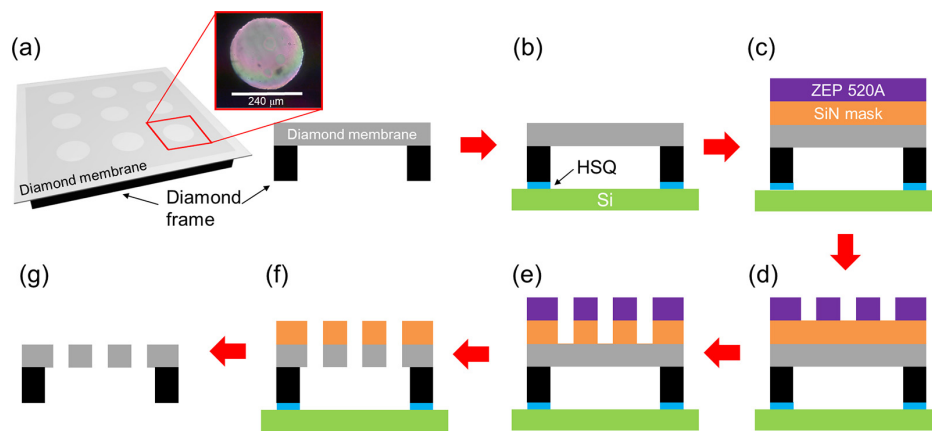 (a)
240 μm
Diamond membrane
Diamond membrane
Diamond
frame
(b)
HSQ
Si
(c)
ZEP 520A
SiN mask
(g)
(f)
(e)
(d)